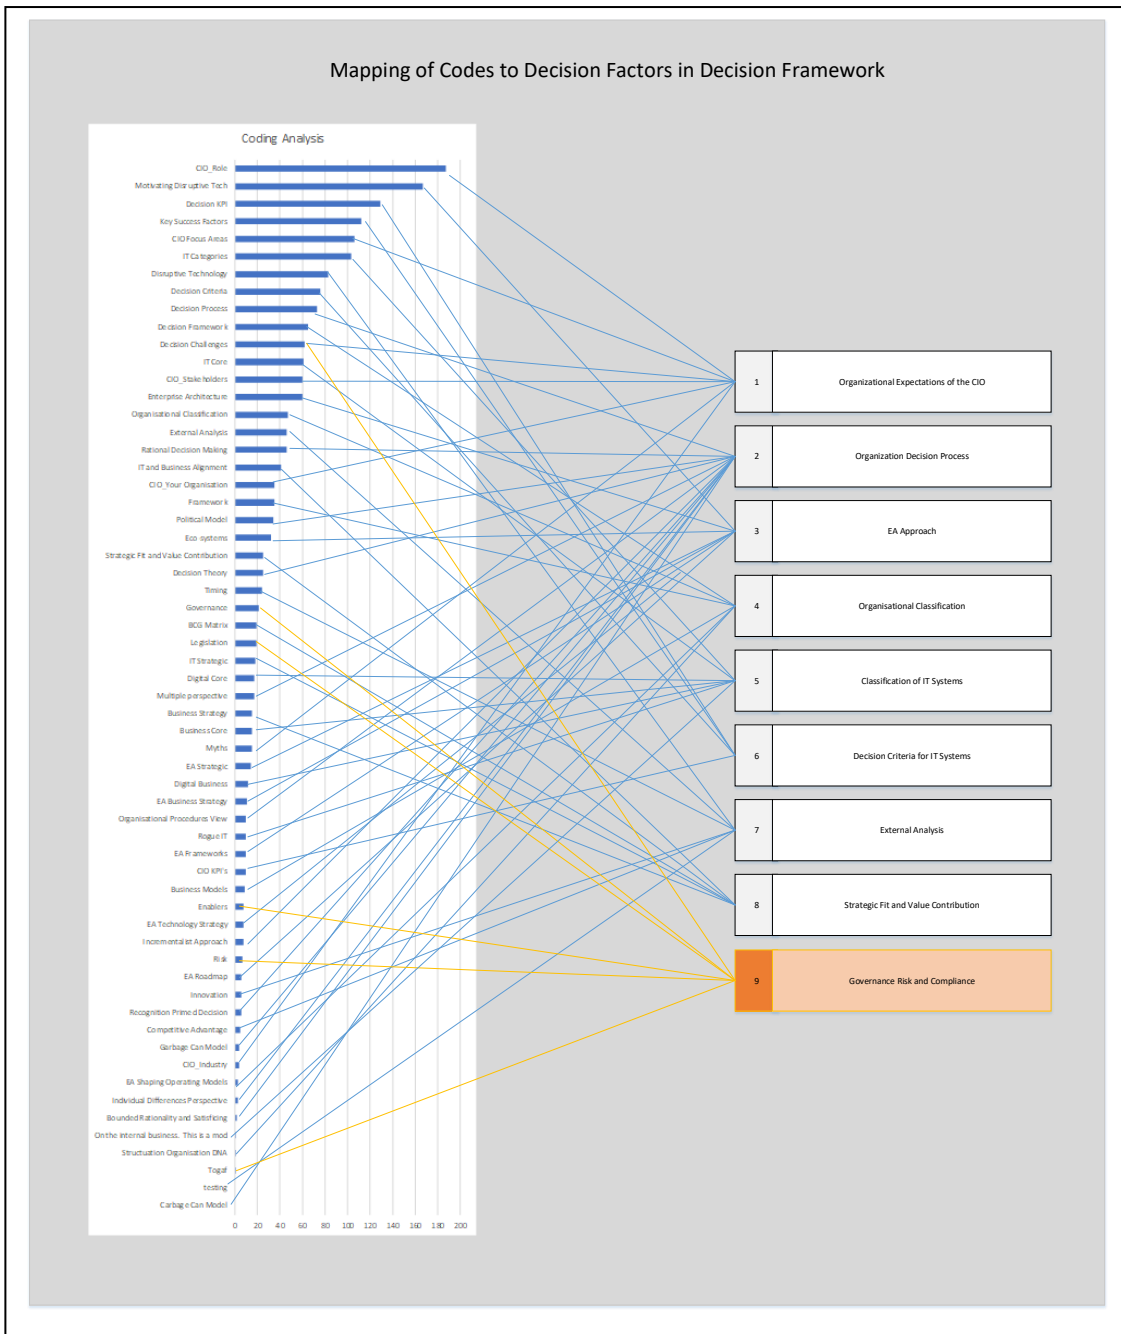 Mapping of Codes to Decision Factors in Decision Framework
Coding Analysis
CIO_Role
Motivating Disruptive Tech
Decision KPI
Key Success Factors
CIO Focus Areas
IT Categories
Disruptive Technology
Decision Criteria
Decision Process
Decision Framework
Decision Challenges
IT Core
CIO_Stakeholders
Enterprise Architecture
Organisational Classification
External Analysis
Rational Decision Making
IT and Business Alignment
CIO_Your Organisation
Framework
Political Model
Eco systems
Strategic Fit and Value Contribution
Decision Theory
Timing
Governance
BCG Matrix
Legislation
IT Strategic
Digital Core
Multiple perspective
Business Strategy
Business Core
Myths
EA Strategic
Digital Business
EA Business Strategy
Organisational Procedures View
Rogue IT
EA Frameworks
CIO KPI's
Business Models
Enablers
EA Technology Strategy
Incrementalist Approach
Risk
EA Roadmap
Innovation
Recognition Primed Decision
Competitive Advantage
Garbage Can Model
CIO_Industry
EA Shaping Operating Models
Individual Differences Perspective
Bounded Rationality and Satisficing
On the internal business. This is a mod
Structuation Organisation DNA
Togaf
testing
Carbage Can Model
0 20 40 60 80 100 120 140 160 180 200
1 Organizational Expectations of the CIO
2 Organization Decision Process
3 EA Approach
4 Organisational Classification
5 Classification of IT Systems
6 Decision Criteria for IT Systems
7 External Analysis
8 Strategic Fit and Value Contribution
9 Governance Risk and Compliance